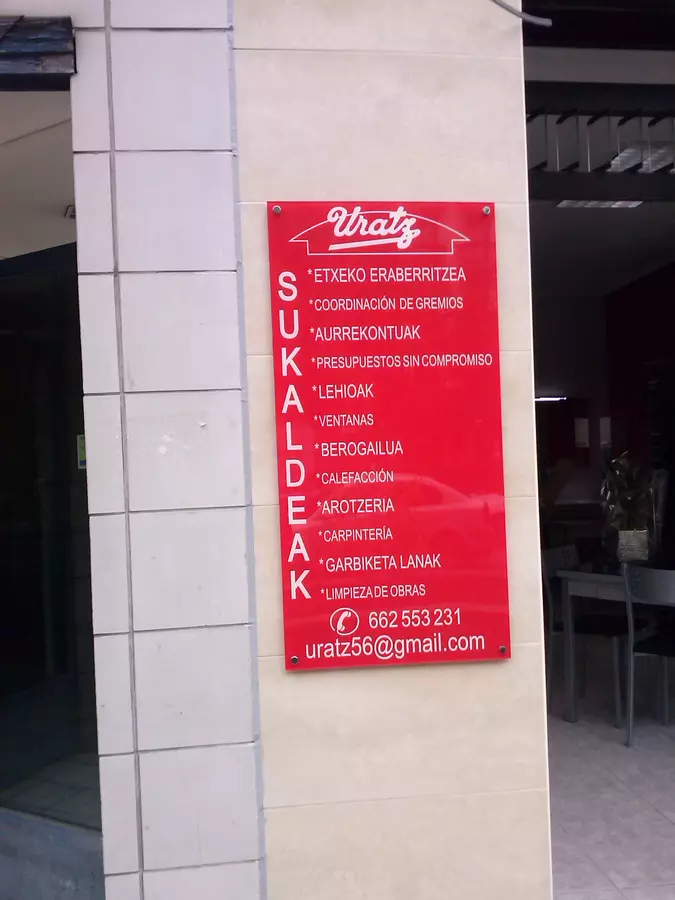 Uratz
SUKALDEAK
*ETXEKO ERABERRITZEA
*COORDINACIÓN DE GREMIOS
*AURREKONTUAK
*PRESUPUESTOS SIN COMPROMISO
*LEHIOAK
*VENTANAS
*BEROGAILUA
*CALEFACCIÓN
*AROTZERIA
*CARPINTERÍA
*GARBIKETA LANAK
*LIMPIEZA DE OBRAS
662 553 231
uratz56@gmail.com